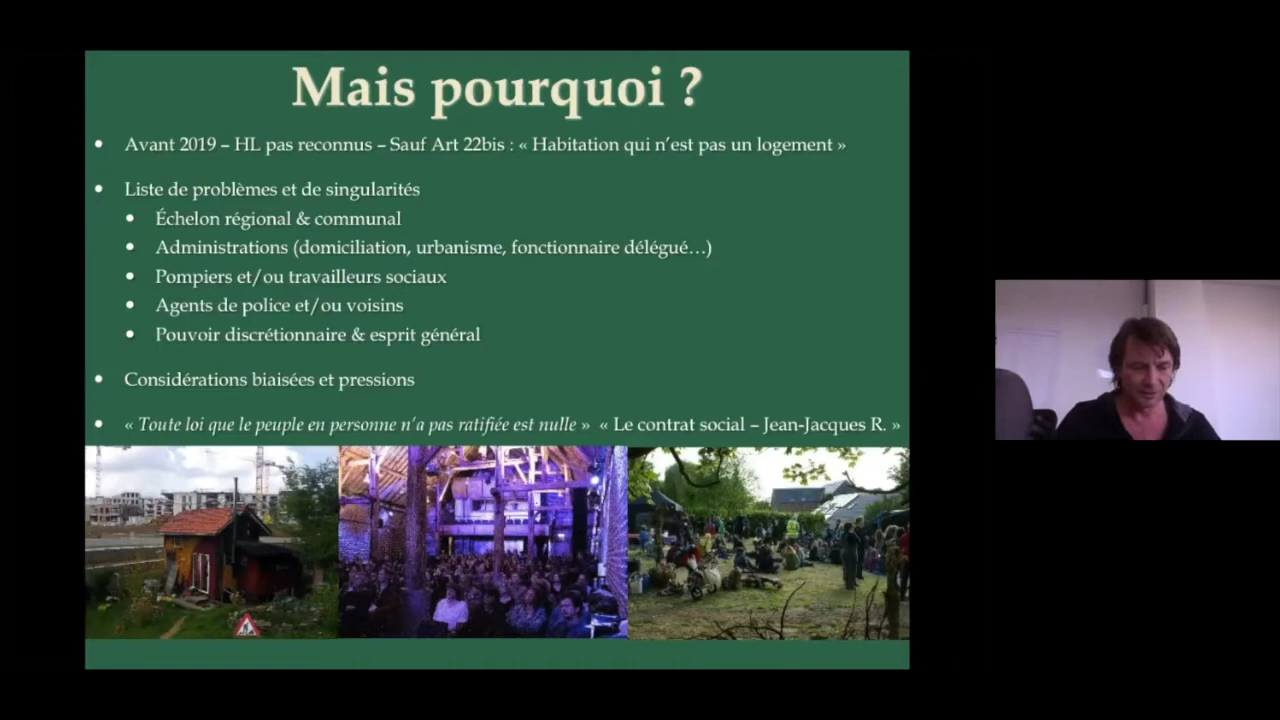 Mais pourquoi ?
• Avant 2019 – HL pas reconnus – Sauf Art 22bis : « Habitation qui n’est pas un logement »
• Liste de problèmes et de singularités
• Échelon régional & communal
• Administrations (domiciliation, urbanisme, fonctionnaire délégué…)
• Pompiers et/ou travailleurs sociaux
• Agents de police et/ou voisins
• Pouvoir discrétionnaire & esprit général
• Considérations biaisées et pressions
• « Toute loi que le peuple en personne n’a pas ratifiée est nulle » « Le contrat social – Jean-Jacques R. »